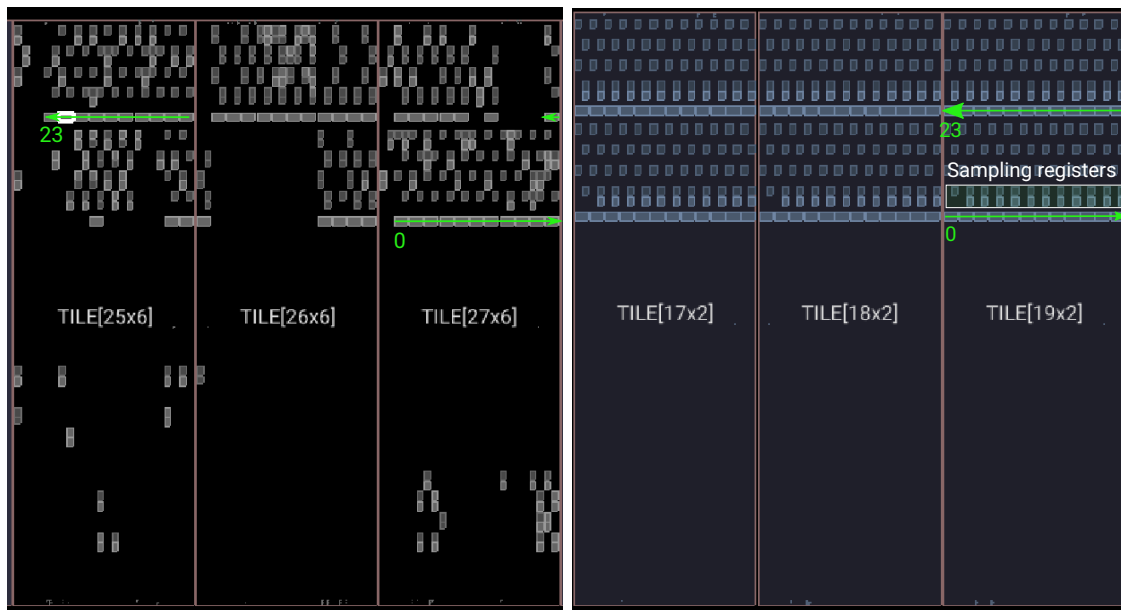 23
0
TILE[25x6]
TILE[26x6]
TILE[27x6]
23
Sampling registers
0
TILE[17x2]
TILE[18x2]
TILE[19x2]